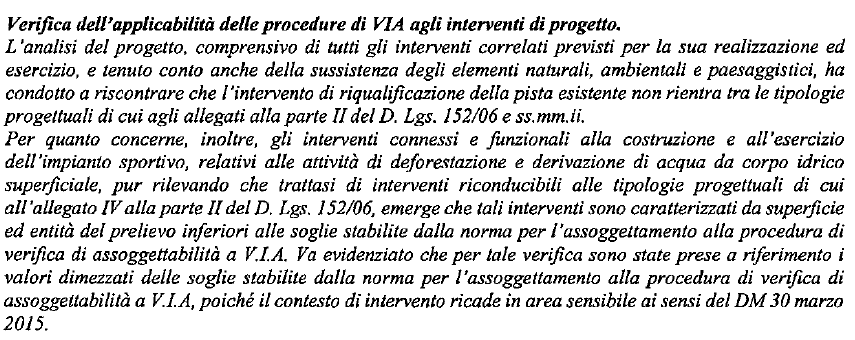 Verifica dell'applicabilità delle procedure di VIA agli interventi di progetto.
L'analisi del progetto, comprensivo di tutti gli interventi correlati previsti per la sua realizzazione ed
esercizio, e tenuto conto anche della sussistenza degli elementi naturali, ambientali e paesaggistici, ha
condotto a riscontrare che l'intervento di riqualificazione della pista esistente non rientra tra le tipologie
progettuali di cui agli allegati alla parte II del D. Lgs. 152/06 e ss.mm.ii.
Per quanto concerne, inoltre, gli interventi connessi e funzionali alla costruzione e all'esercizio
dell'impianto sportivo, relativi alle attività di deforestazione e derivazione di acqua da corpo idrico
superficiale, pur rilevando che trattasi di interventi riconducibili alle tipologie progettuali di cui
all'allegato IV alla parte II del D. Lgs. 152/06, emerge che tali interventi sono caratterizzati da superficie
ed entità del prelievo inferiori alle soglie stabilite dalla norma per l'assoggettamento alla procedura di
verifica di assoggettabilità a V.I.A. Va evidenziato che per tale verifica sono state prese a riferimento i
valori dimezzati delle soglie stabilite dalla norma per l'assoggettamento alla procedura di verifica di
assoggettabilità a V.I.A, poiché il contesto di intervento ricade in area sensibile ai sensi del DM 30 marzo
2015.